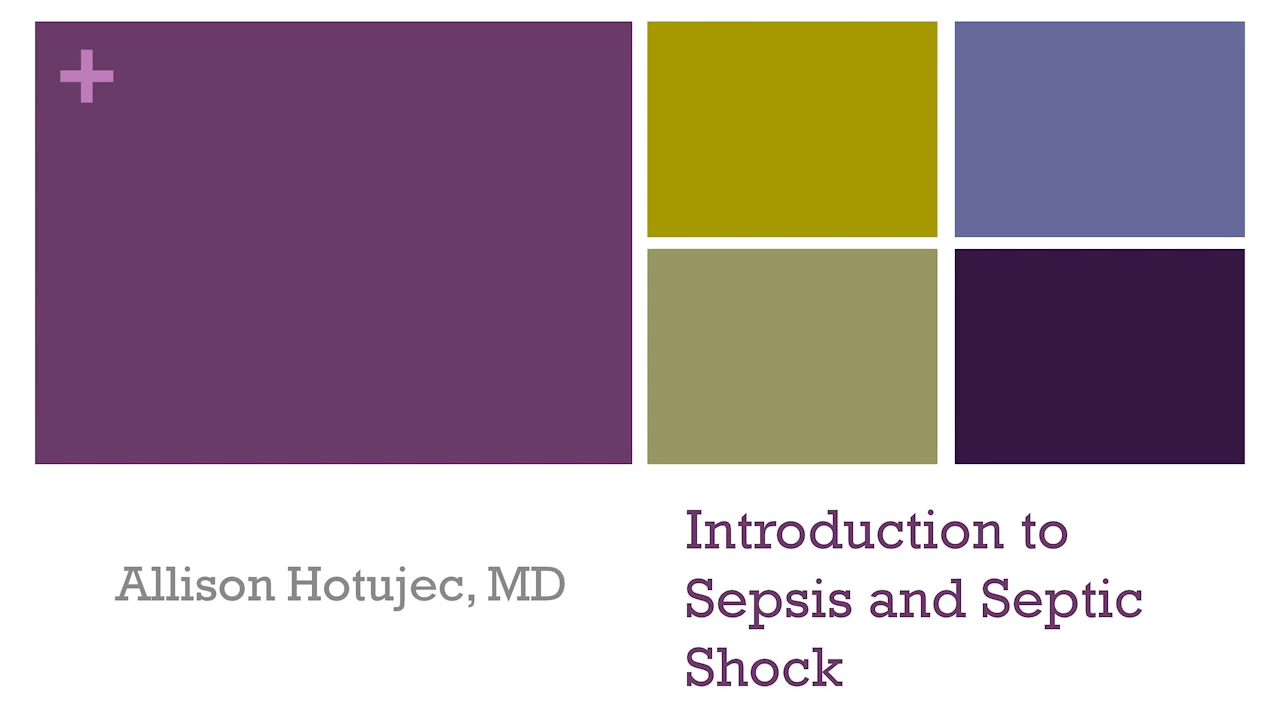 +
Allison Hotujec, MD
Introduction to
Sepsis and Septic
Shock